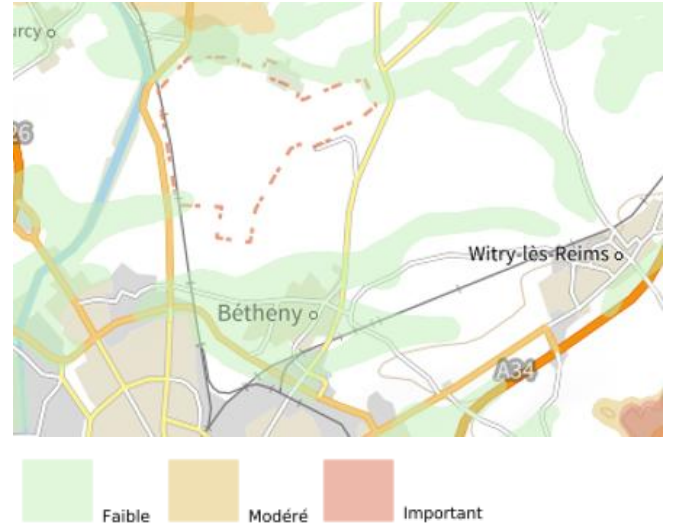 urcy
26
Witry-lès-Reims
Bétheny
A34
Faible Modéré Important